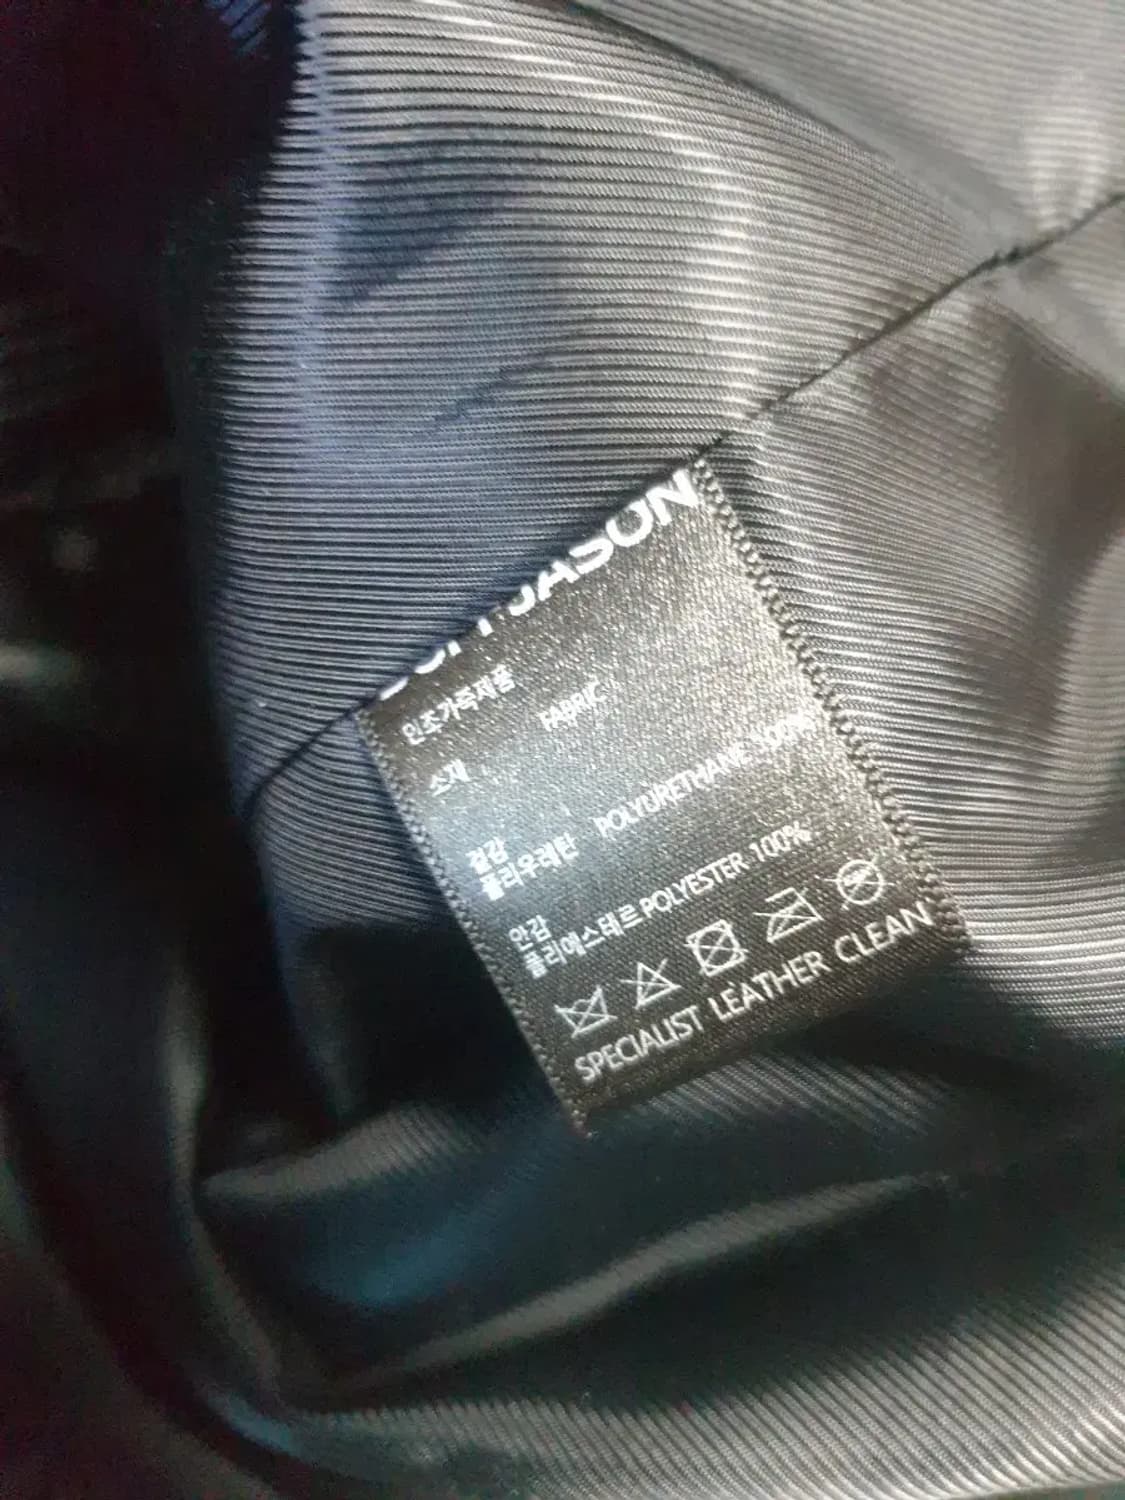 JASON
인조가죽제품
소재 FABRIC
겉감
폴리우레탄 POLYURETHANE 100%
안감
폴리에스테르 POLYESTER 100%
SPECIALIST LEATHER CLEAN